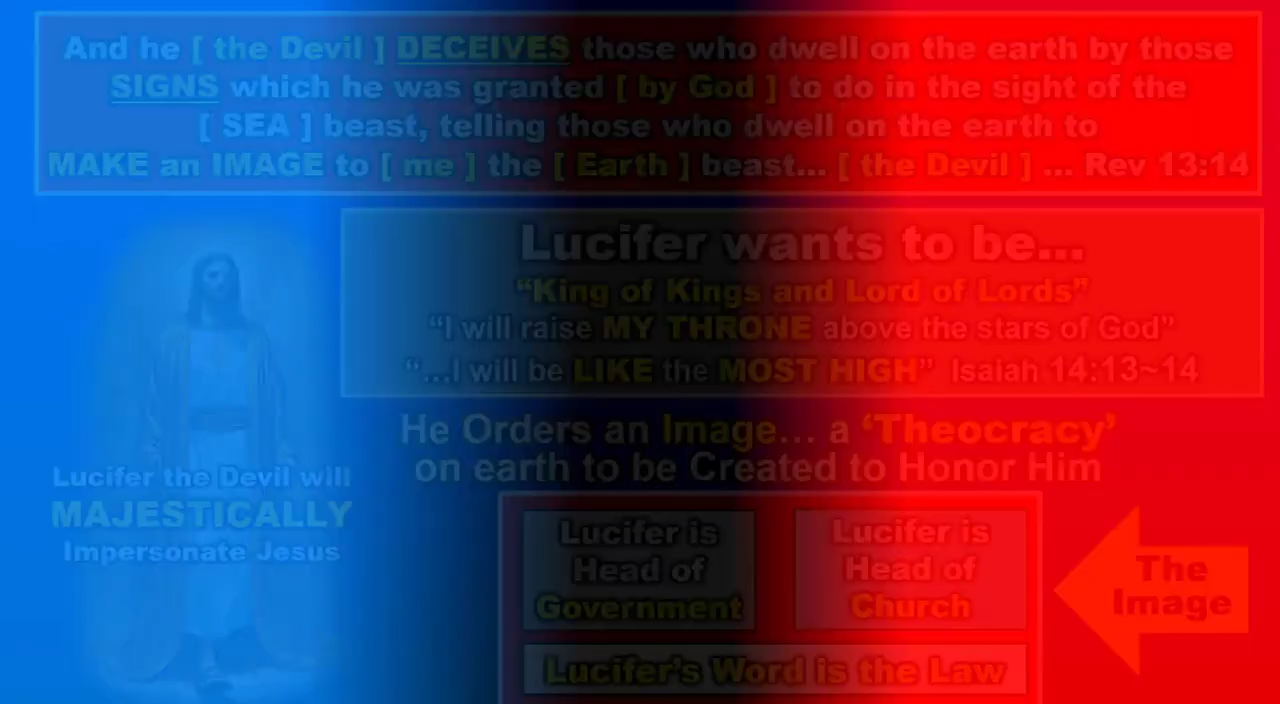 And he [ the Devil ] DECEIVES those who dwell on the earth by those
SIGNS which he was granted [ by God ] to do in the sight of the
[ SEA ] beast, telling those who dwell on the earth to
MAKE an IMAGE to [ me ] the [ Earth ] beast... [ the Devil ] ... Rev 13:14
Lucifer wants to be...
“King of Kings and Lord of Lords”
“I will raise MY THRONE above the stars of God”
“...I will be LIKE the MOST HIGH” Isaiah 14:13~14
He Orders an Image... a ‘Theocracy’
on earth to be Created to Honor Him
Lucifer the Devil will
MAJESTICALLY
Impersonate Jesus
Lucifer is
Head of
Government
Lucifer is
Head of
Church
The
Image
Lucifer’s Word is the Law